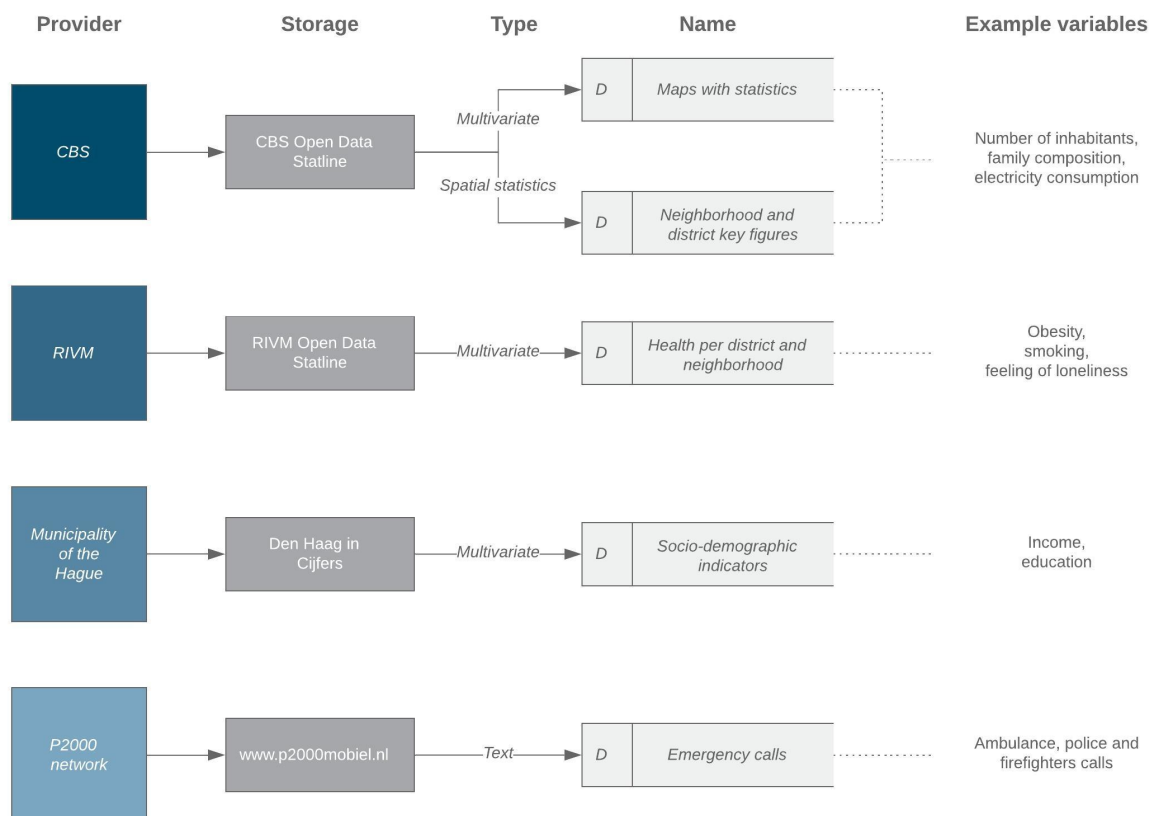 Provider Storage Type Name Example variables
CBS
CBS Open Data
Statline
Multivariate
Spatial statistics
D Maps with statistics
D Neighborhood and
district key figures
Number of inhabitants,
family composition,
electricity consumption
RIVM
RIVM Open Data
Statline
Multivariate
D Health per district and
neighborhood
Obesity,
smoking,
feeling of loneliness
Municipality
of the
Hague
Den Haag in
Cijfers
Multivariate
D Socio-demographic
indicators
Income,
education
P2000
network
www.p2000mobiel.nl
Text
D Emergency calls
Ambulance, police and
firefighters calls